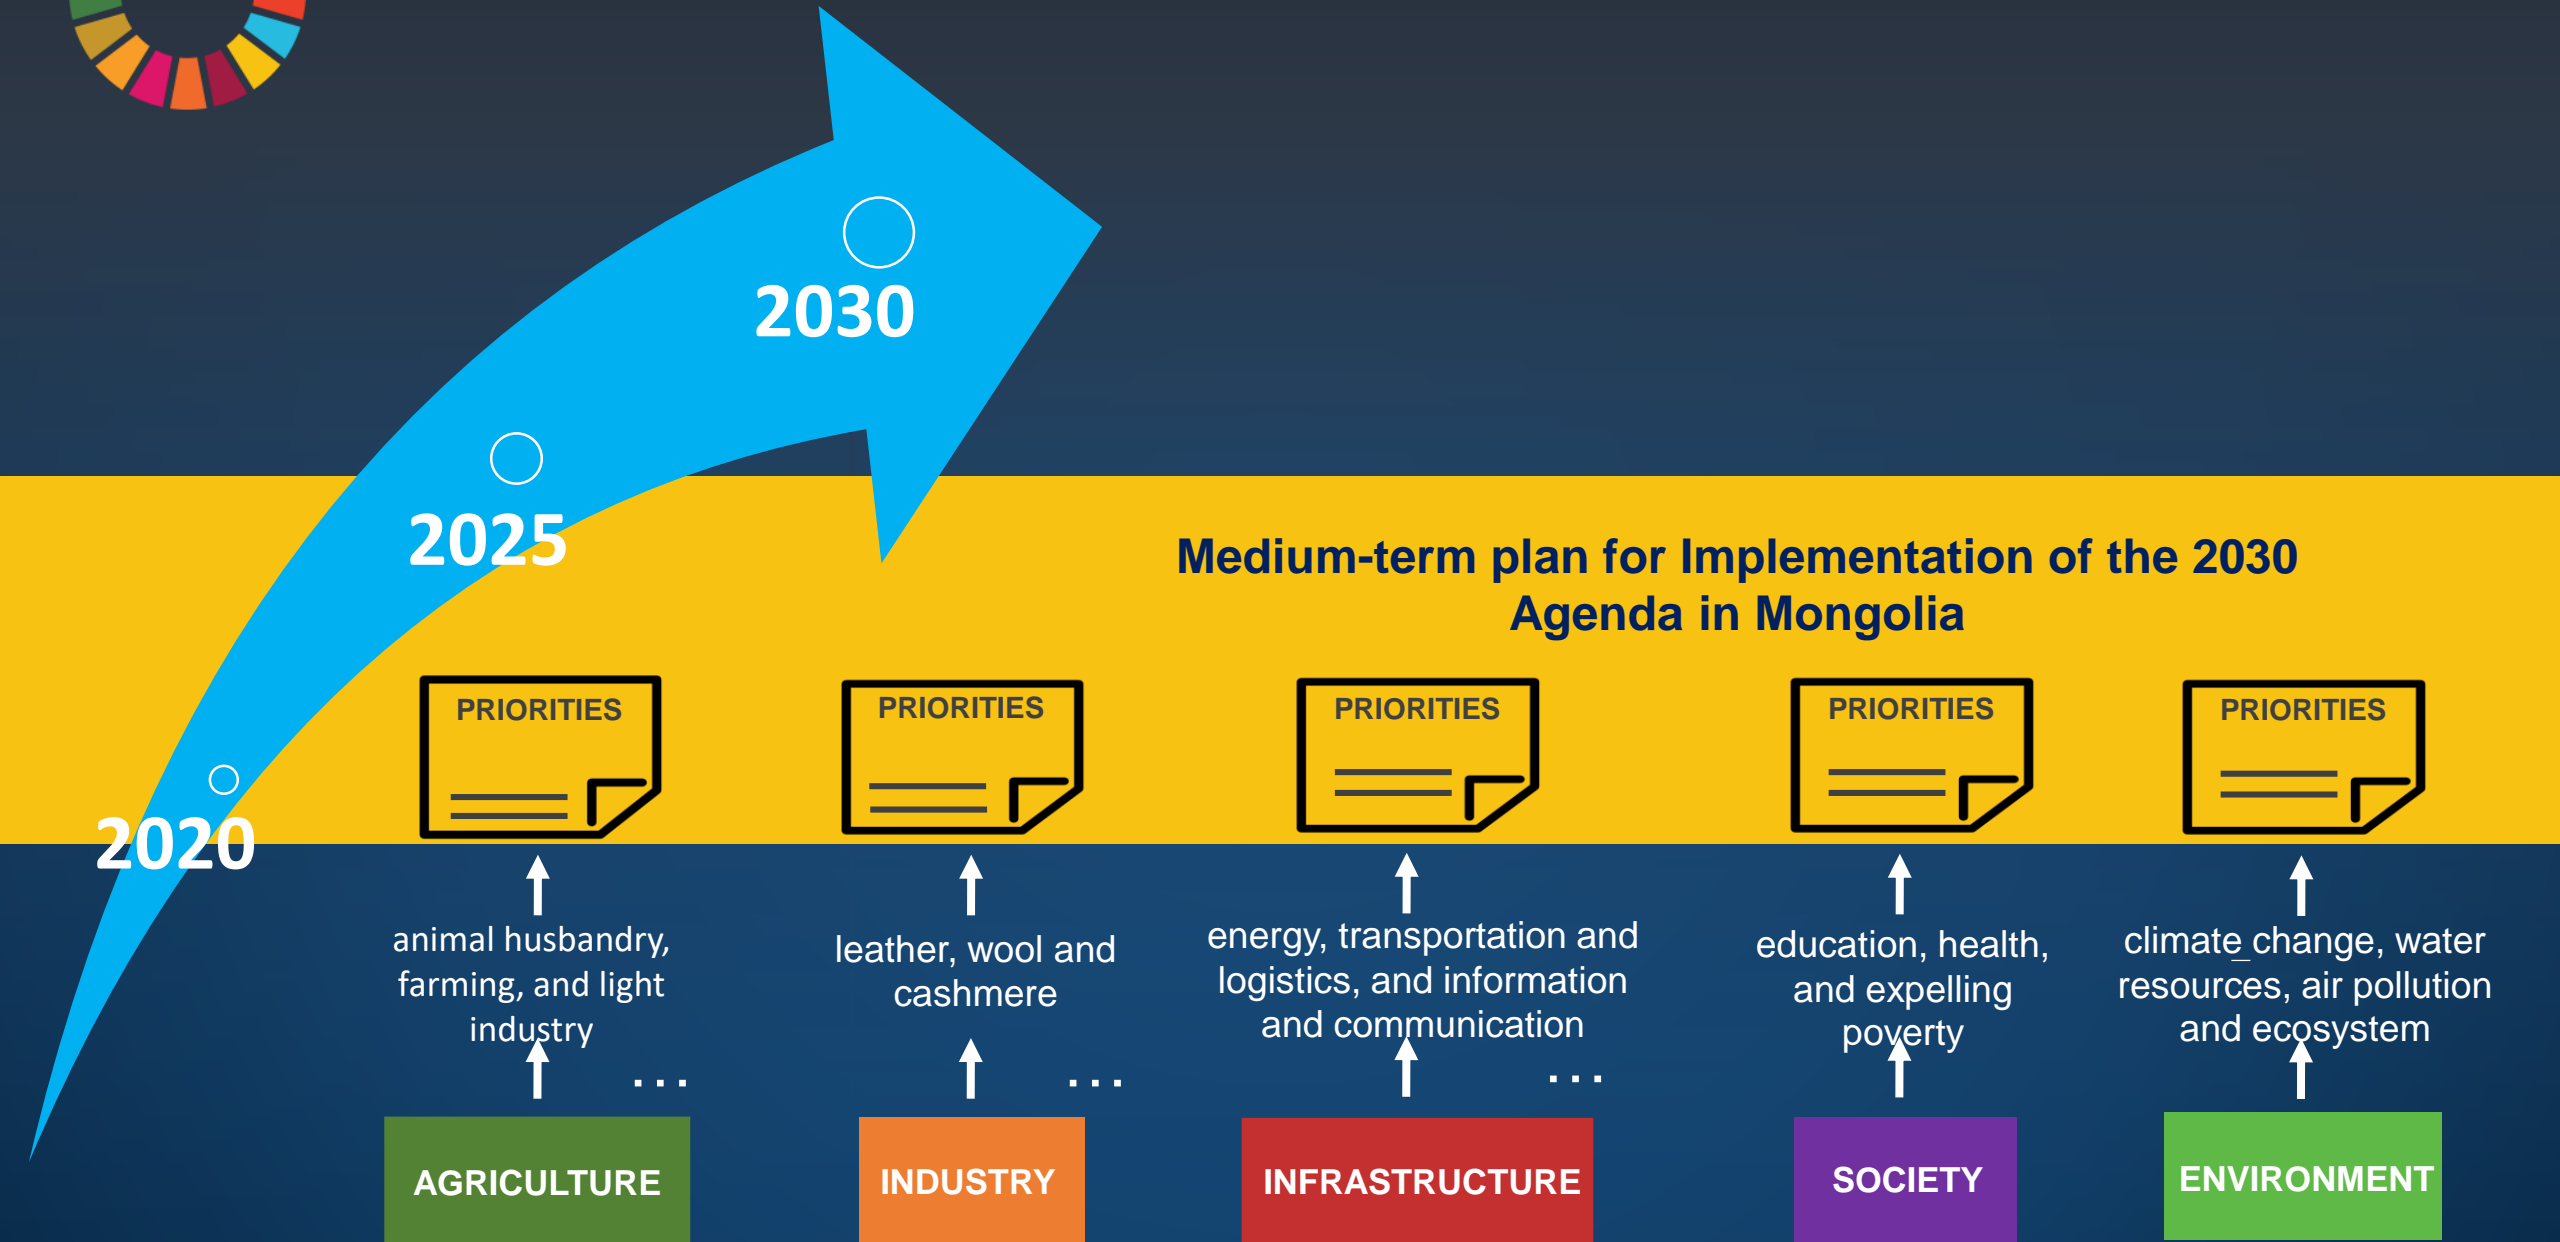 2030
2025
2020
Medium-term plan for Implementation of the 2030
Agenda in Mongolia
PRIORITIES
PRIORITIES
PRIORITIES
PRIORITIES
PRIORITIES
animal husbandry,
farming, and light
industry
leather, wool and
cashmere
energy, transportation and
logistics, and information
and communication
education, health,
and expelling
poverty
climate change, water
resources, air pollution
and ecosystem
...
...
...
AGRICULTURE
INDUSTRY
INFRASTRUCTURE
SOCIETY
ENVIRONMENT